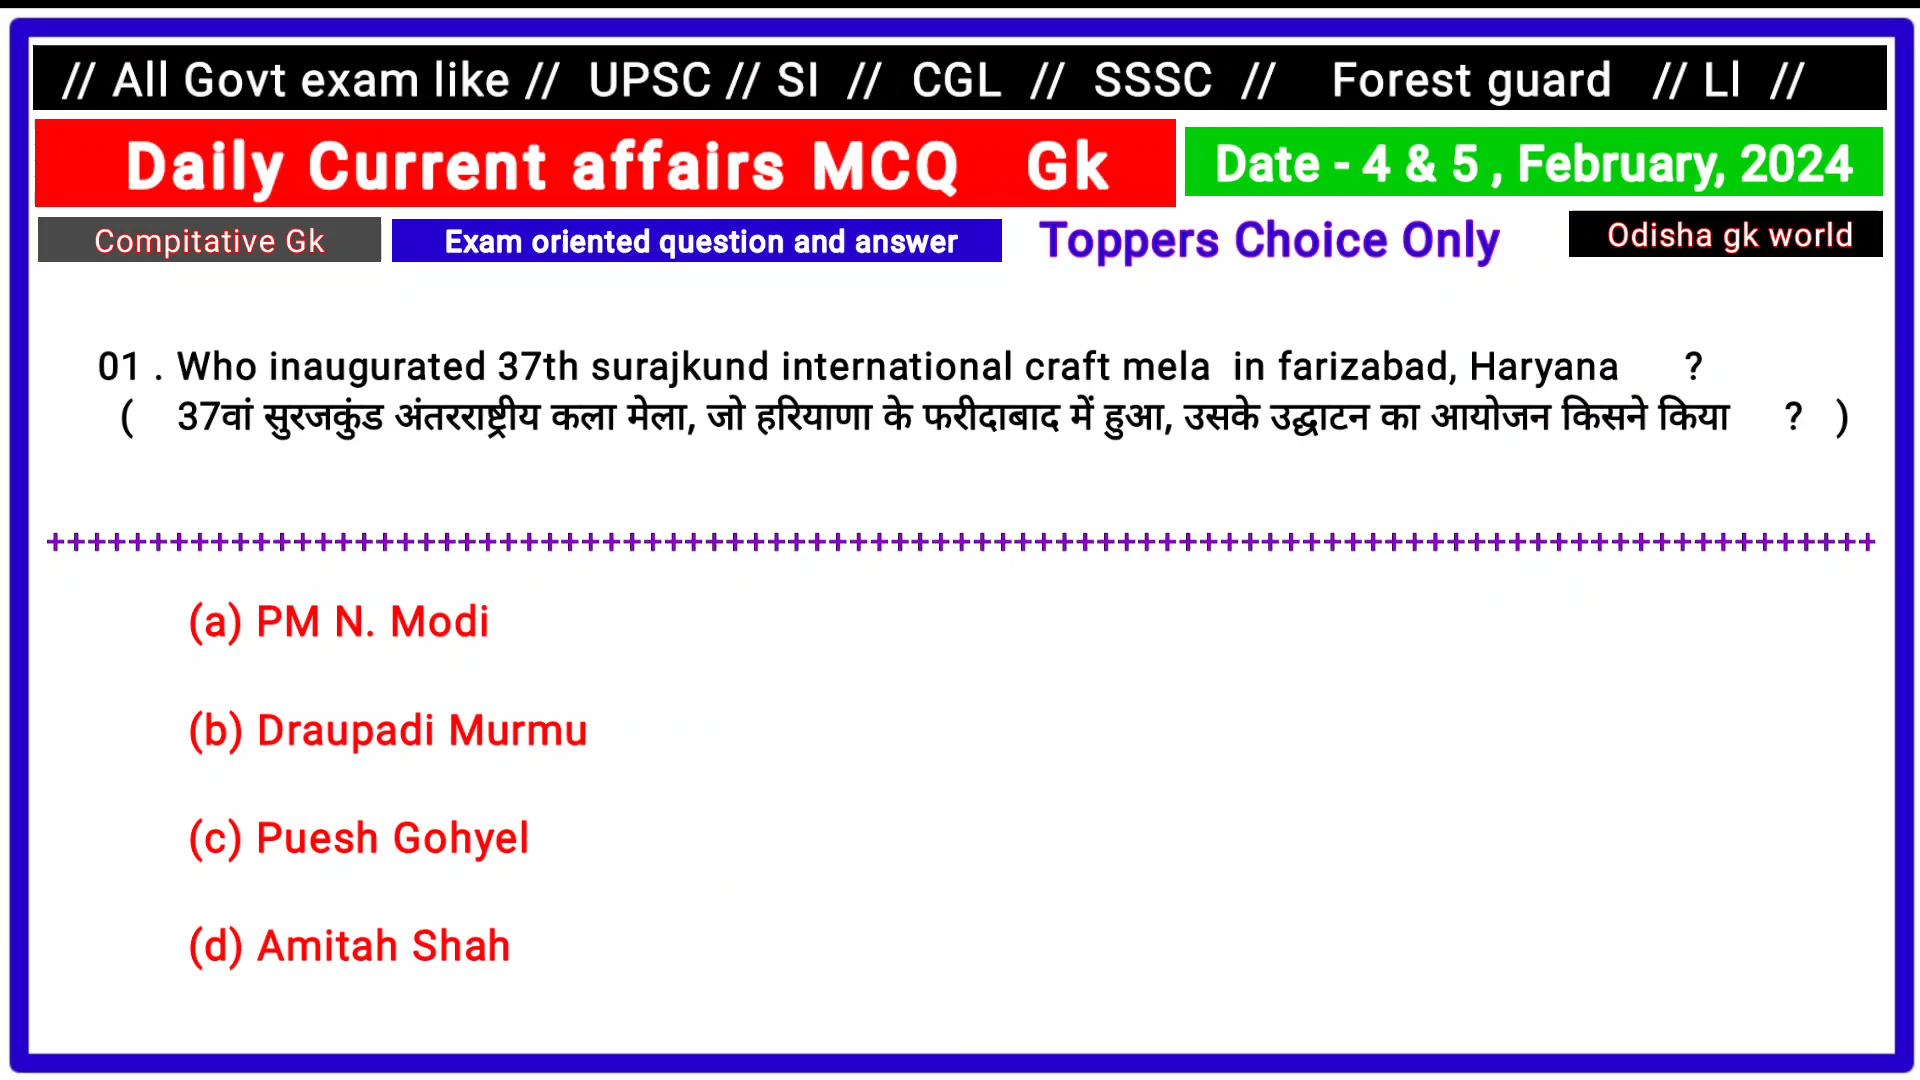 // All Govt exam like // UPSC // SI // CGL // SSSC // Forest guard // Ll //
Daily Current affairs MCQ Gk
Date - 4 & 5 , February, 2024
Compitative Gk
Exam oriented question and answer
Toppers Choice Only
Odisha gk world
01 . Who inaugurated 37th surajkund international craft mela in farizabad, Haryana ?
( 37वां सुरजकुंड अंतरराष्ट्रीय कला मेला, जो हरियाणा के फरीदाबाद में हुआ, उसके उद्घाटन का आयोजन किसने किया ? )
+++++++++++++++++++++++++++++++++++++++++++++++++++++++++++++++++++++++++++++++++++++++++
(a) PM N. Modi
(b) Draupadi Murmu
(c) Puesh Gohyel
(d) Amitah Shah